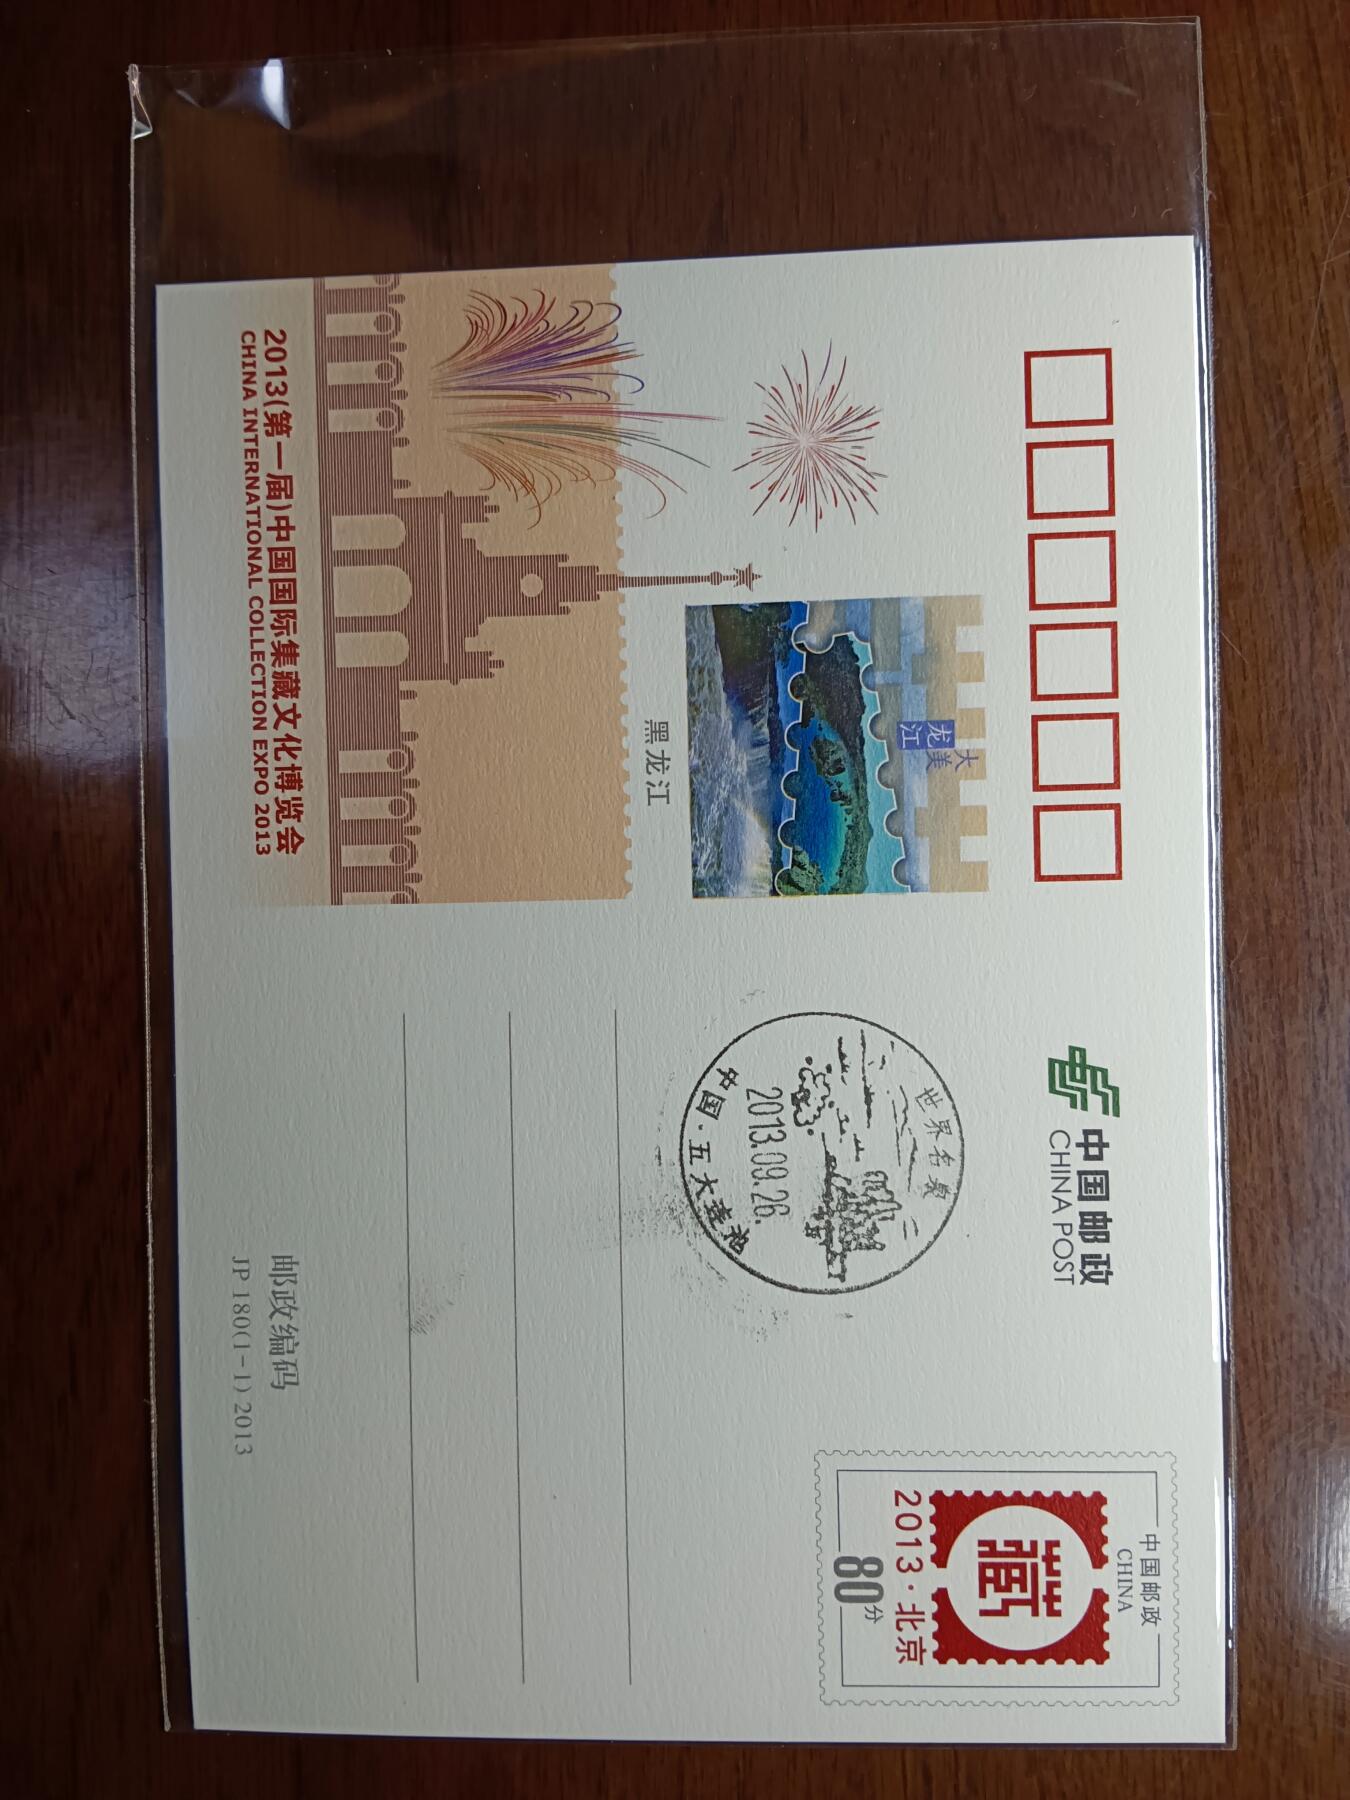 中国邮政
CHINA POST
中国邮政
CHINA
藏
2013·北京
80分
大美
龙江
黑龙江
世界名泉
2013.09.26.
中国·五大连池
2013(第一届)中国国际集藏文化博览会
CHINA INTERNATIONAL COLLECTION EXPO 2013
邮政编码
JP 180(1-1) 2013